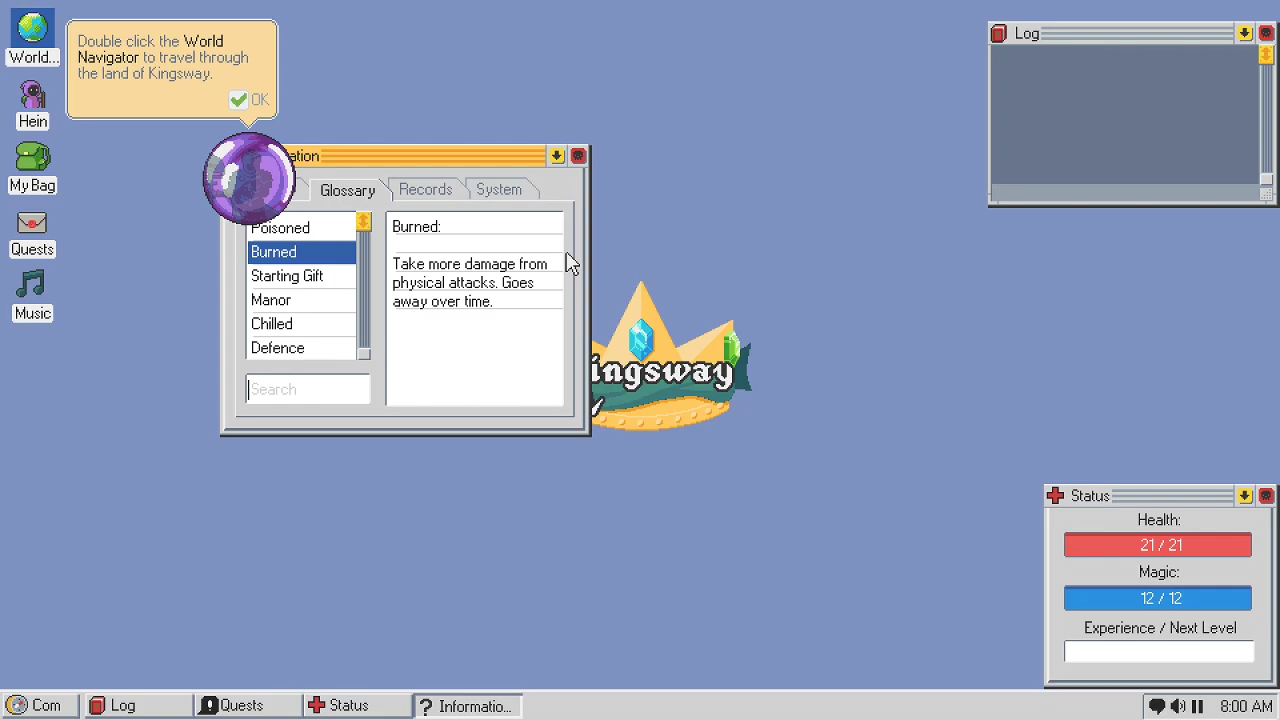 World...
Hein
My Bag
Quests
Music
Double click the World
Navigator to travel through
the land of Kingsway.
OK
ation
Glossary
Records
System
Poisoned
Burned
Starting Gift
Manor
Chilled
Defence
Search
Burned:
Take more damage from
physical attacks. Goes
away over time.
ingsway
Log
Status
Health:
21 / 21
Magic:
12 / 12
Experience / Next Level
Com
Log
Quests
Status
? Informatio...
8:00 AM